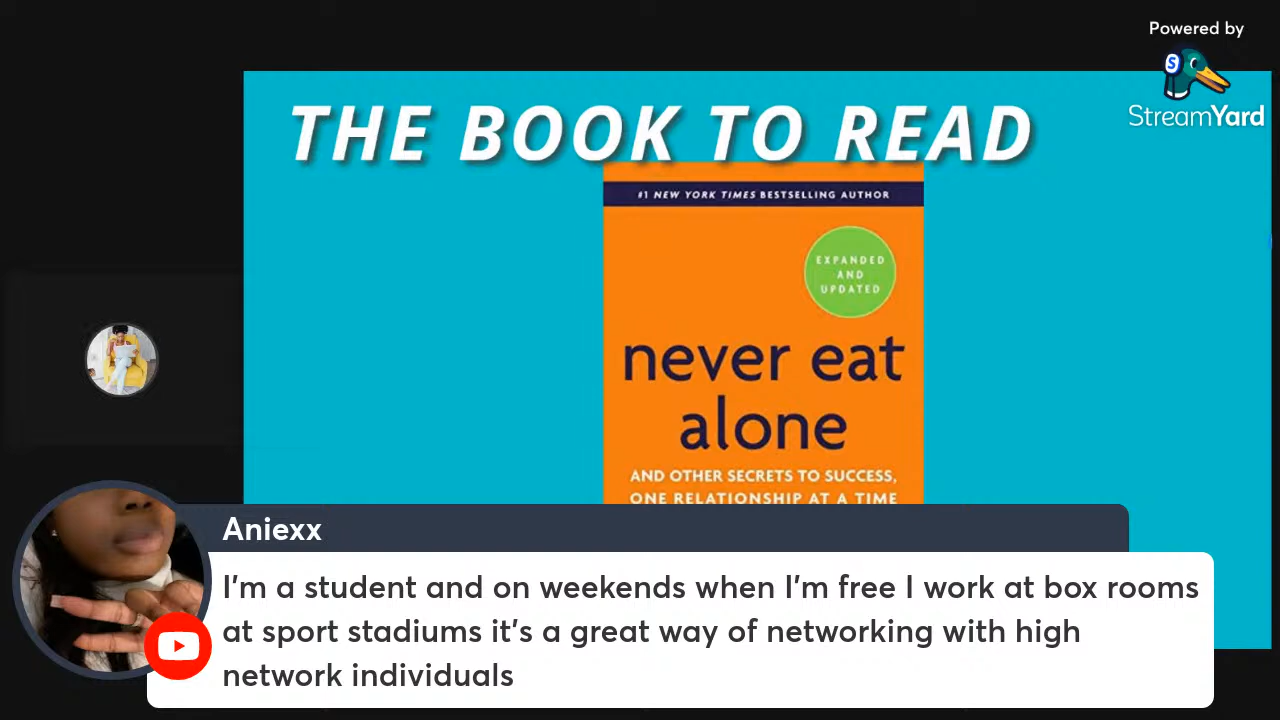 Powered by
StreamYard
THE BOOK TO READ
#1 NEW YORK TIMES BESTSELLING AUTHOR
EXPANDED
AND
UPDATED
never eat
alone
AND OTHER SECRETS TO SUCCESS,
ONE RELATIONSHIP AT A TIME
Aniexx
I'm a student and on weekends when I'm free I work at box rooms
at sport stadiums it's a great way of networking with high
network individuals